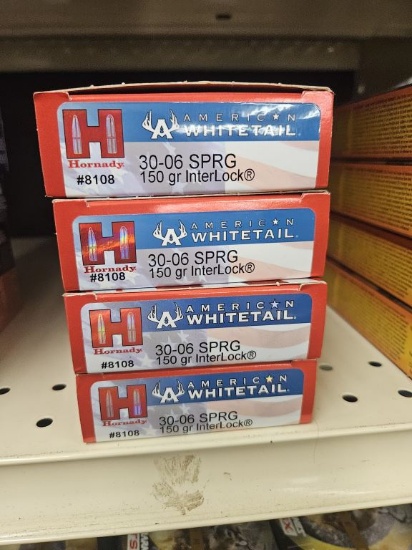 AMERICAN
WHITETAIL
H
Hornady
30-06 SPRG
#8108
150 gr InterLock®
AMERICAN
WHITETAIL
H
Hornady
30-06 SPRG
#8108
150 gr InterLock®
AMERICAN
WHITETAIL
H
Hornady
30-06 SPRG
#8108
150 gr InterLock®
AMERICAN
WHITETAIL
H
Hornady
30-06 SPRG
#8108
150 gr InterLock®